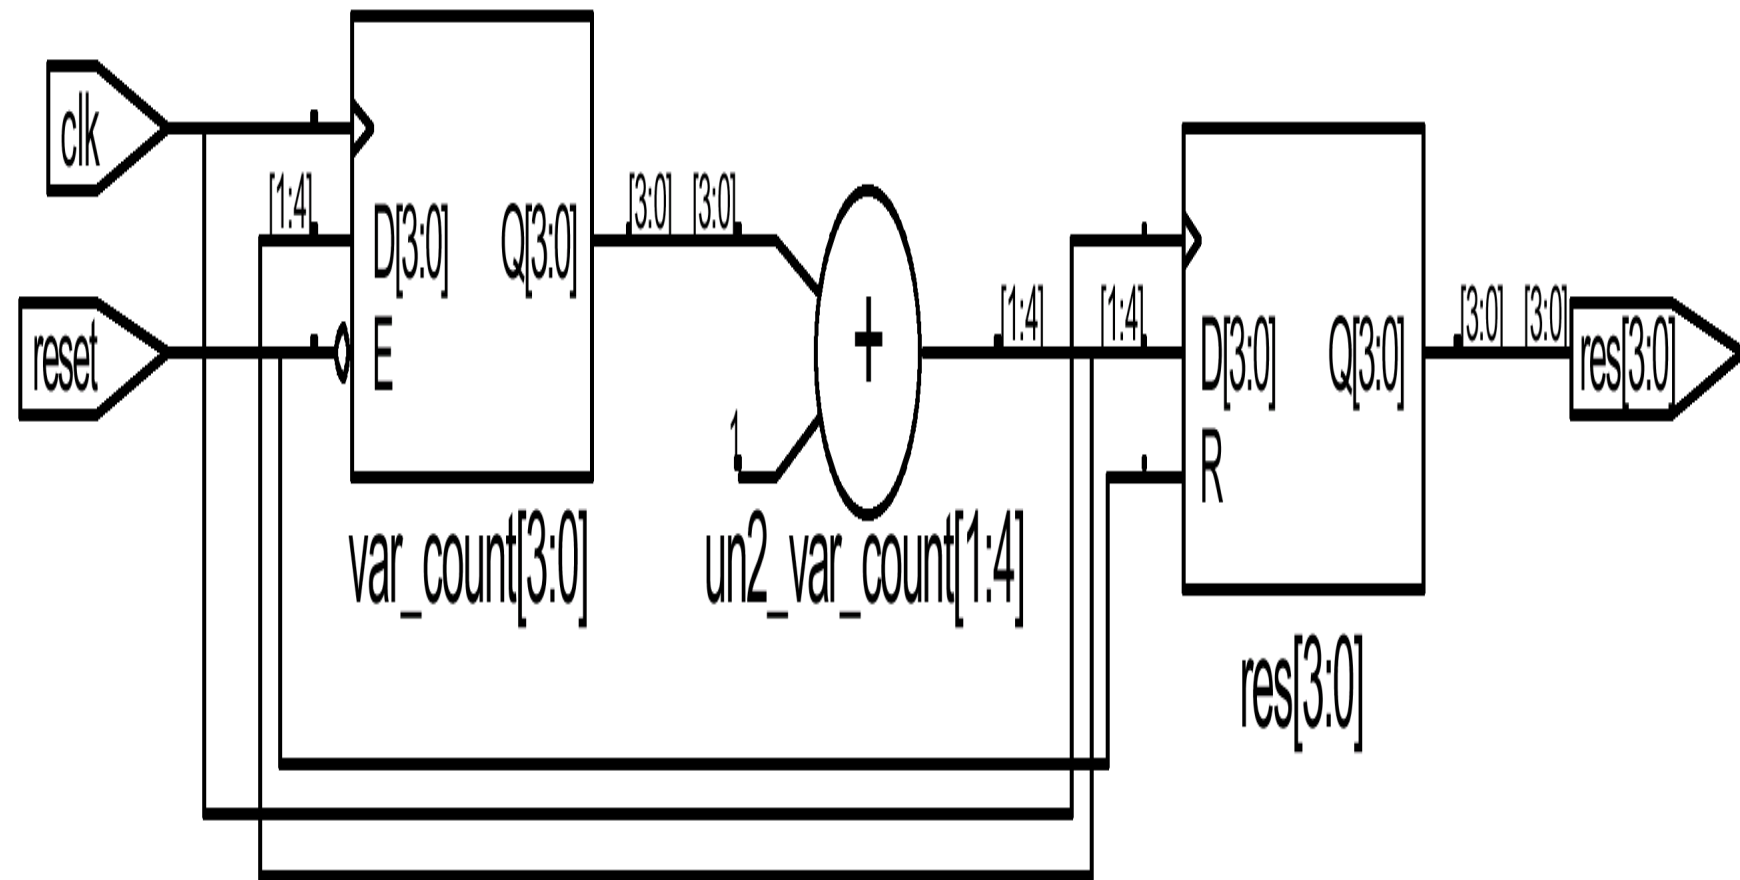 clk
reset
[1:4]
D[3:0]
Q[3:0]
E
var_count[3:0]
[3:0]
[3:0]
+
1
un2_var_count[1:4]
[1:4]
[1:4]
D[3:0]
Q[3:0]
R
res[3:0]
[3:0]
[3:0]
res[3:0]